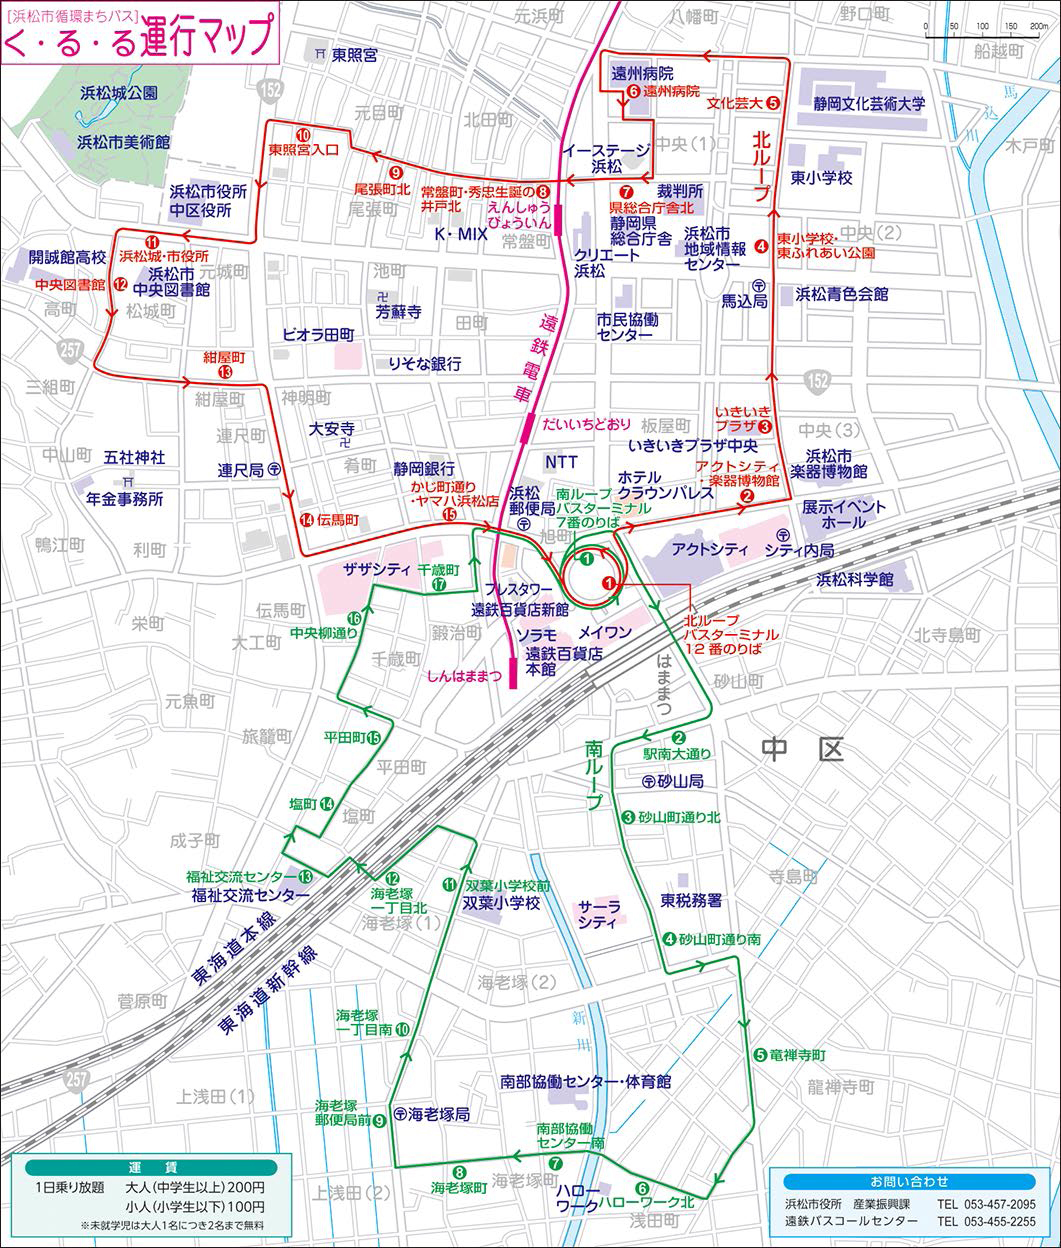 [浜松市循環まちバス]
く・る・る運行マップ
元浜町
八幡町
野口町
0 50 100 150 200m
船越町
東照宮
遠州病院
馬込川
152
浜松城公園
6 遠州病院
文化芸大 5
静岡文化芸術大学
元目町
北田町
浜松市美術館
10
東照宮入口
イーステージ
浜松
中央(1)
北ループ
木戸町
東小学校
9
尾張町北
尾張町
常盤町・秀忠生誕の 8
井戸北
えんしゅう
びょういん
7
県総合庁舎北
裁判所
浜松市役所
中区役所
K・MIX
常盤町
静岡県
総合庁舎
浜松市
地域情報
センター
4
東小学校・
東ふれあい公園
中央(2)
11
浜松城・市役所
開誠館高校
中央図書館 12
浜松市
中央図書館
元城町
クリエート
浜松
池町
馬込局
浜松青色会館
高町
松城町
芳蘇寺
田町
市民協働
センター
ビオラ田町
遠鉄電車
257
紺屋町
13
りそな銀行
三組町
紺屋町
神明町
152
連尺町
大安寺
だいいちどおり
板屋町
いきいき
プラザ 3
中央(3)
いきいきプラザ中央
中山町
五社神社
連尺局
肴町
静岡銀行
NTT
ホテル
クラウンパレス
アクトシティ
・楽器博物館
2
浜松市
楽器博物館
年金事務所
かじ町通り
・ヤマハ浜松店
15
浜松
郵便局
南ループ
バスターミナル
7番のりば
展示イベント
ホール
14 伝馬町
旭町
鴨江町
利町
アクトシティ
シティ内局
ザザシティ
千歳町
17
1
1
浜松科学館
プレスタワー
遠鉄百貨店新館
伝馬町
16
中央柳通り
栄町
大工町
鍛冶町
ソラモ
メイワン
北ループ
バスターミナル
12番のりば
北寺島町
千歳町
遠鉄百貨店
本館
しんはままつ
はままつ
砂山町
元魚町
旅籠町
平田町 15
2
駅南大通り
南ループ
中 区
平田町
砂山局
塩町 14
塩町
3 砂山町通り北
成子町
福祉交流センター 13
福祉交流センター
12
海老塚
一丁目北
11 双葉小学校前
双葉小学校
寺島町
東税務署
サーラ
シティ
海老塚(1)
東海道本線
4 砂山町通り南
東海道新幹線
海老塚(2)
菅原町
海老塚
一丁目南 10
新川
5 竜禅寺町
257
南部協働センター・体育館
龍禅寺町
上浅田(1)
海老塚
郵便局前 9
海老塚局
南部協働
センター南
7
8
海老塚町
海老塚町
上浅田(2)
ハロー
ワーク
6
ハローワーク北
浅田町
運 賃
1日乗り放題 大人(中学生以上)200円
小人(小学生以下)100円
※未就学児は大人1名につき2名まで無料
お問い合わせ
浜松市役所 産業振興課 TEL 053-457-2095
遠鉄バスコールセンター TEL 053-455-2255